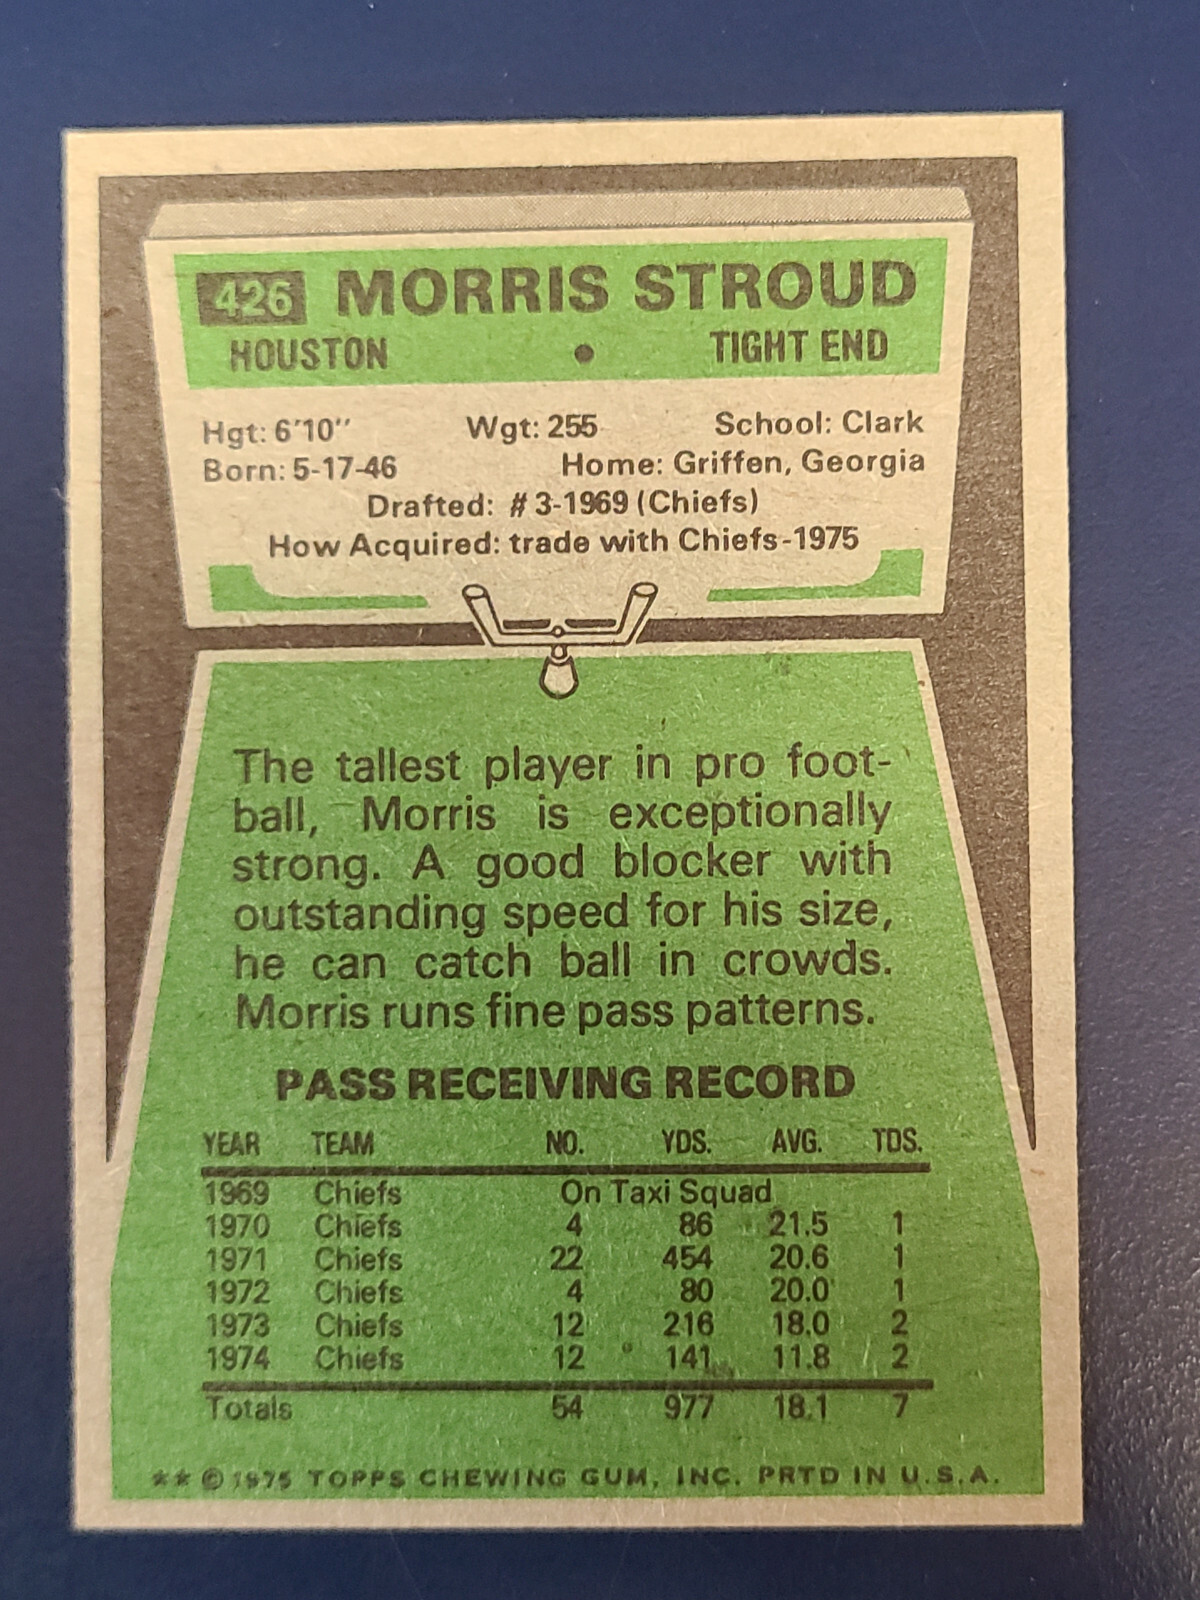 426 MORRIS STROUD
HOUSTON • TIGHT END
Hgt: 6'10" Wgt: 255 School: Clark
Born: 5-17-46 Home: Griffen, Georgia
Drafted: #3-1969 (Chiefs)
How Acquired: trade with Chiefs-1975
The tallest player in pro foot-
ball, Morris is exceptionally
strong. A good blocker with
outstanding speed for his size,
he can catch ball in crowds.
Morris runs fine pass patterns.
PASS RECEIVING RECORD
YEAR TEAM NO. YDS. AVG. TDS.
1969 Chiefs On Taxi Squad
1970 Chiefs 4 86 21.5 1
1971 Chiefs 22 454 20.6 1
1972 Chiefs 4 80 20.0 1
1973 Chiefs 12 216 18.0 2
1974 Chiefs 12 141 11.8 2
Totals 54 977 18.1 7
★★ © 1975 TOPPS CHEWING GUM, INC. PRTD IN U.S.A.